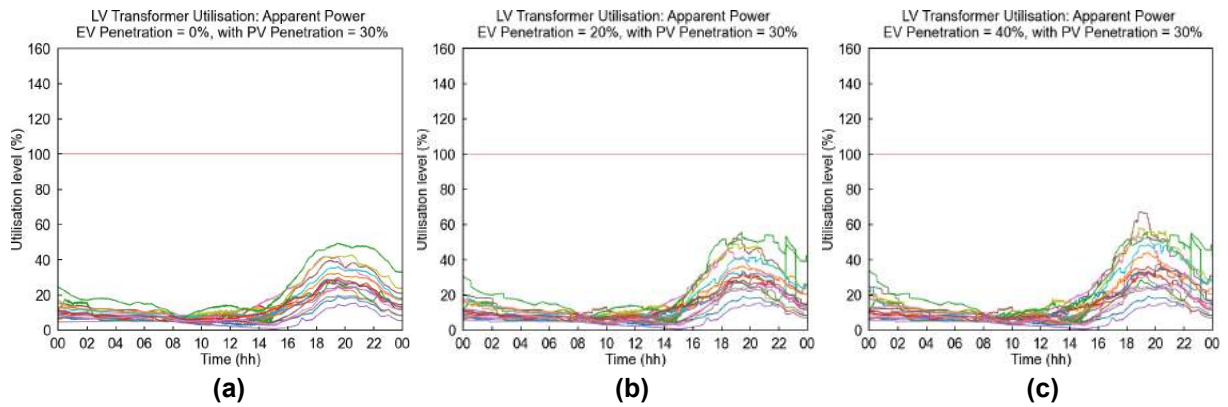 LV Transformer Utilisation: Apparent Power
EV Penetration = 0%, with PV Penetration = 30%
160
140
120
100
80
60
40
20
0
Utilisation level (%)
00 02 04 06 08 10 12 14 16 18 20 22 00
Time (hh)
(a)
LV Transformer Utilisation: Apparent Power
EV Penetration = 20%, with PV Penetration = 30%
160
140
120
100
80
60
40
20
0
Utilisation level (%)
00 02 04 06 08 10 12 14 16 18 20 22 00
Time (hh)
(b)
LV Transformer Utilisation: Apparent Power
EV Penetration = 40%, with PV Penetration = 30%
160
140
120
100
80
60
40
20
0
Utilisation level (%)
00 02 04 06 08 10 12 14 16 18 20 22 00
Time (hh)
(c)